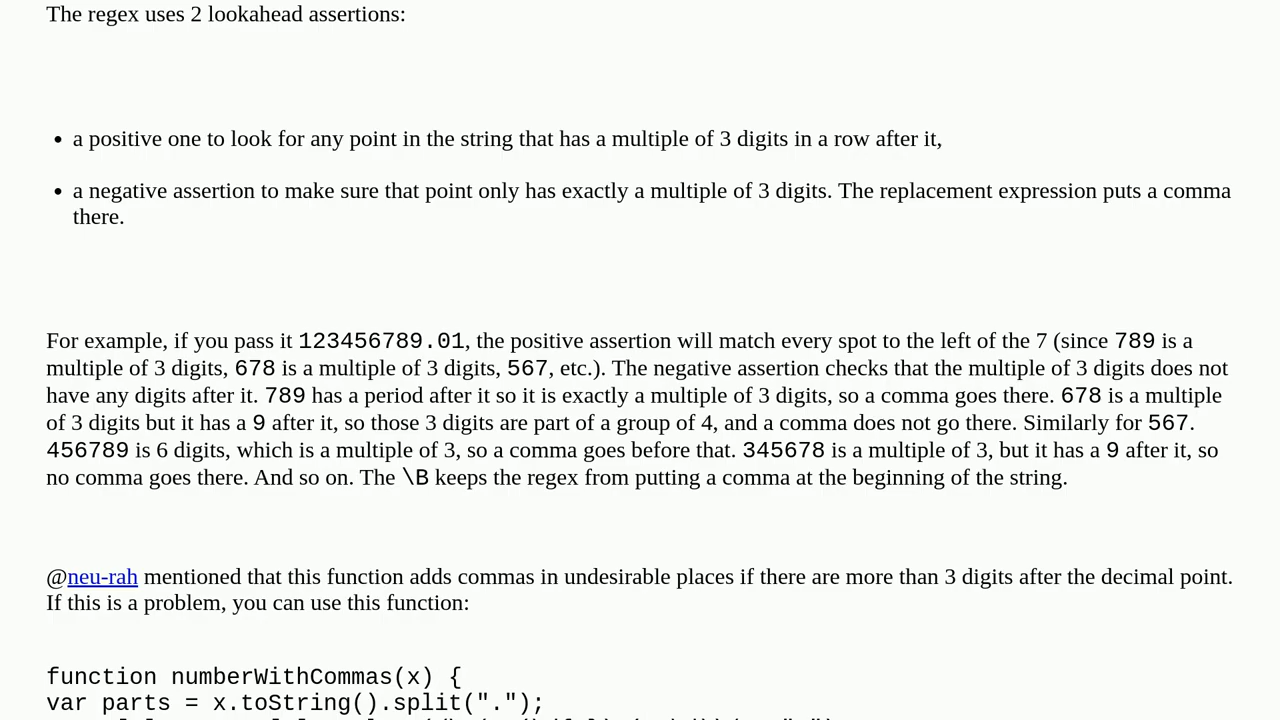 The regex uses 2 lookahead assertions:
• a positive one to look for any point in the string that has a multiple of 3 digits in a row after it,
• a negative assertion to make sure that point only has exactly a multiple of 3 digits. The replacement expression puts a comma
there.
For example, if you pass it 123456789.01, the positive assertion will match every spot to the left of the 7 (since 789 is a
multiple of 3 digits, 678 is a multiple of 3 digits, 567, etc.). The negative assertion checks that the multiple of 3 digits does not
have any digits after it. 789 has a period after it so it is exactly a multiple of 3 digits, so a comma goes there. 678 is a multiple
of 3 digits but it has a 9 after it, so those 3 digits are part of a group of 4, and a comma does not go there. Similarly for 567.
456789 is 6 digits, which is a multiple of 3, so a comma goes before that. 345678 is a multiple of 3, but it has a 9 after it, so
no comma goes there. And so on. The \B keeps the regex from putting a comma at the beginning of the string.
@neu-rah mentioned that this function adds commas in undesirable places if there are more than 3 digits after the decimal point.
If this is a problem, you can use this function:
function numberWithCommas(x) {
var parts = x.toString().split(".");